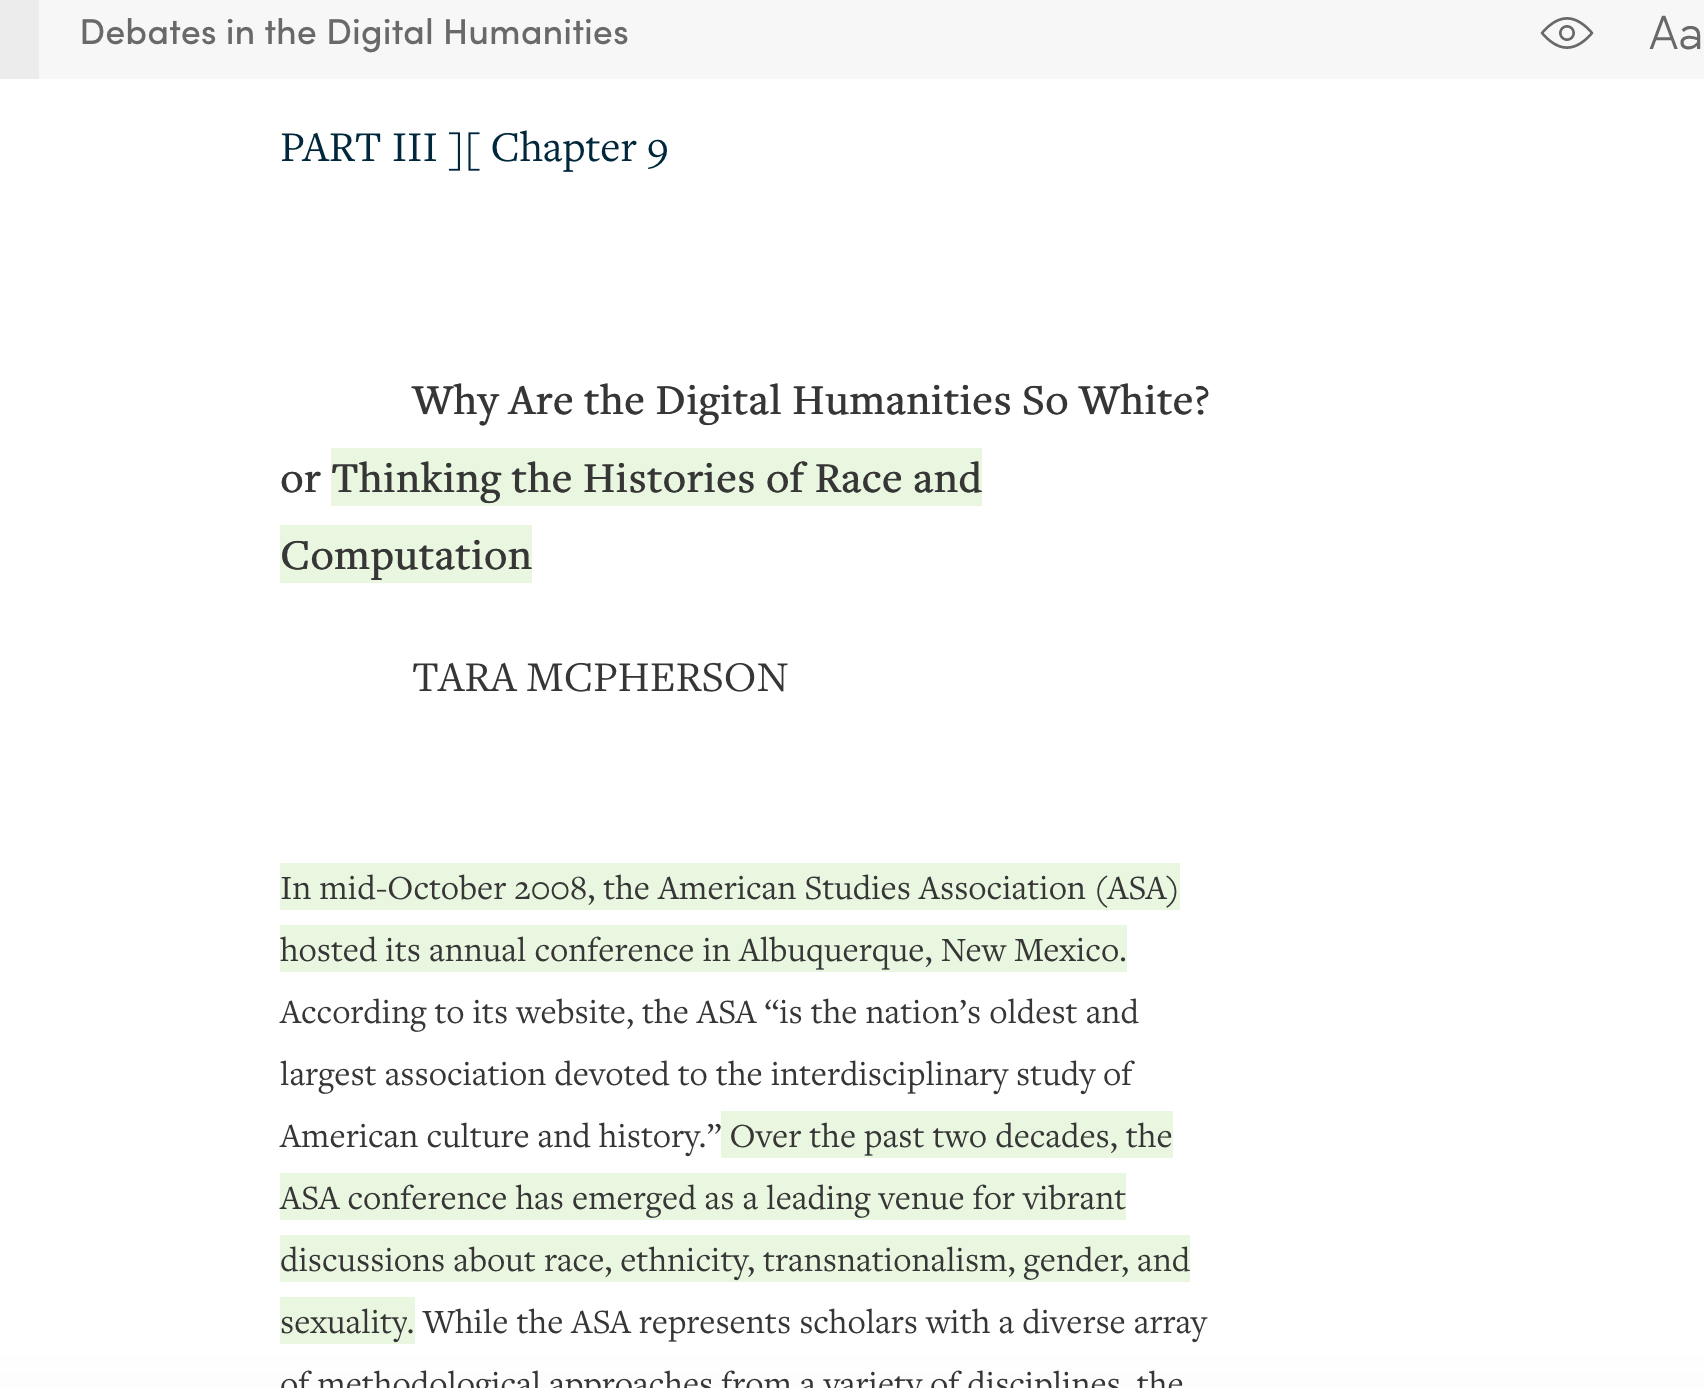 Debates in the Digital Humanities
Aa
PART III ][ Chapter 9
Why Are the Digital Humanities So White?
or Thinking the Histories of Race and
Computation
TARA MCPHERSON
In mid-October 2008, the American Studies Association (ASA)
hosted its annual conference in Albuquerque, New Mexico.
According to its website, the ASA “is the nation’s oldest and
largest association devoted to the interdisciplinary study of
American culture and history.” Over the past two decades, the
ASA conference has emerged as a leading venue for vibrant
discussions about race, ethnicity, transnationalism, gender, and
sexuality. While the ASA represents scholars with a diverse array
of methodological approaches from a variety of disciplines, the